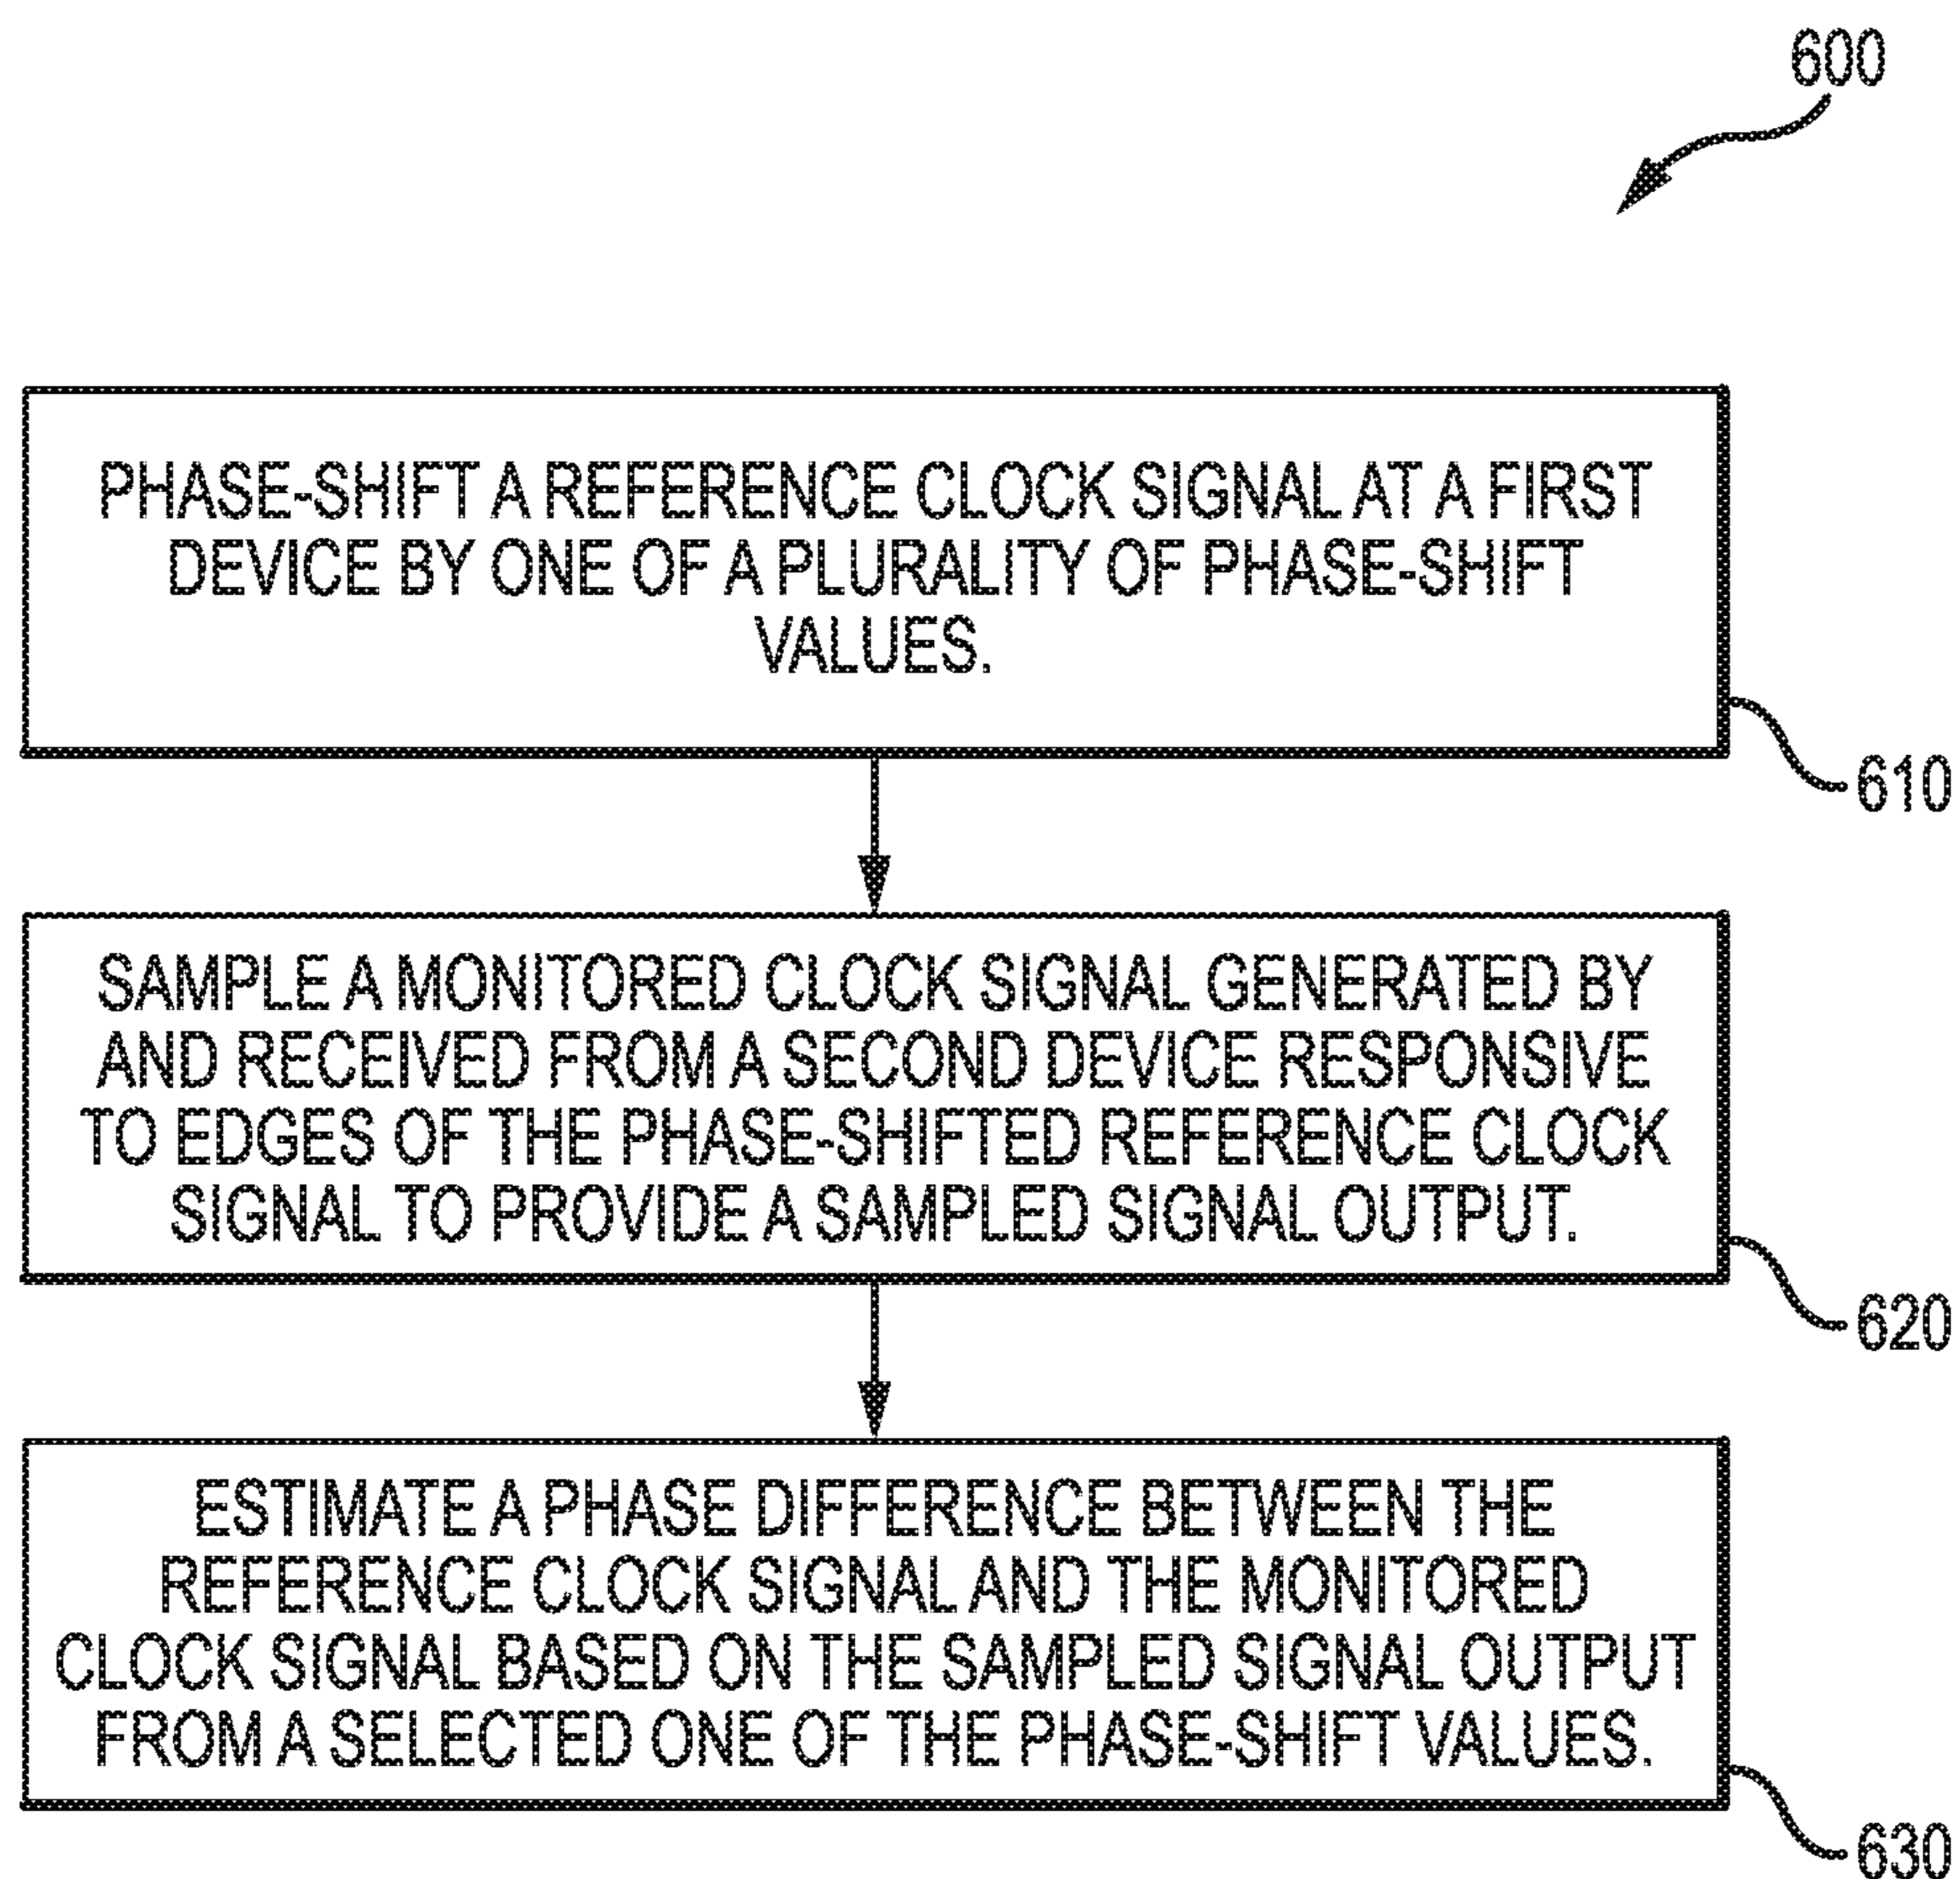 600
PHASE-SHIFT A REFERENCE CLOCK SIGNAL AT A FIRST
DEVICE BY ONE OF A PLURALITY OF PHASE-SHIFT
VALUES.
610
SAMPLE A MONITORED CLOCK SIGNAL GENERATED BY
AND RECEIVED FROM A SECOND DEVICE RESPONSIVE
TO EDGES OF THE PHASE-SHIFTED REFERENCE CLOCK
SIGNAL TO PROVIDE A SAMPLED SIGNAL OUTPUT.
620
ESTIMATE A PHASE DIFFERENCE BETWEEN THE
REFERENCE CLOCK SIGNAL AND THE MONITORED
CLOCK SIGNAL BASED ON THE SAMPLED SIGNAL OUTPUT
FROM A SELECTED ONE OF THE PHASE-SHIFT VALUES.
630